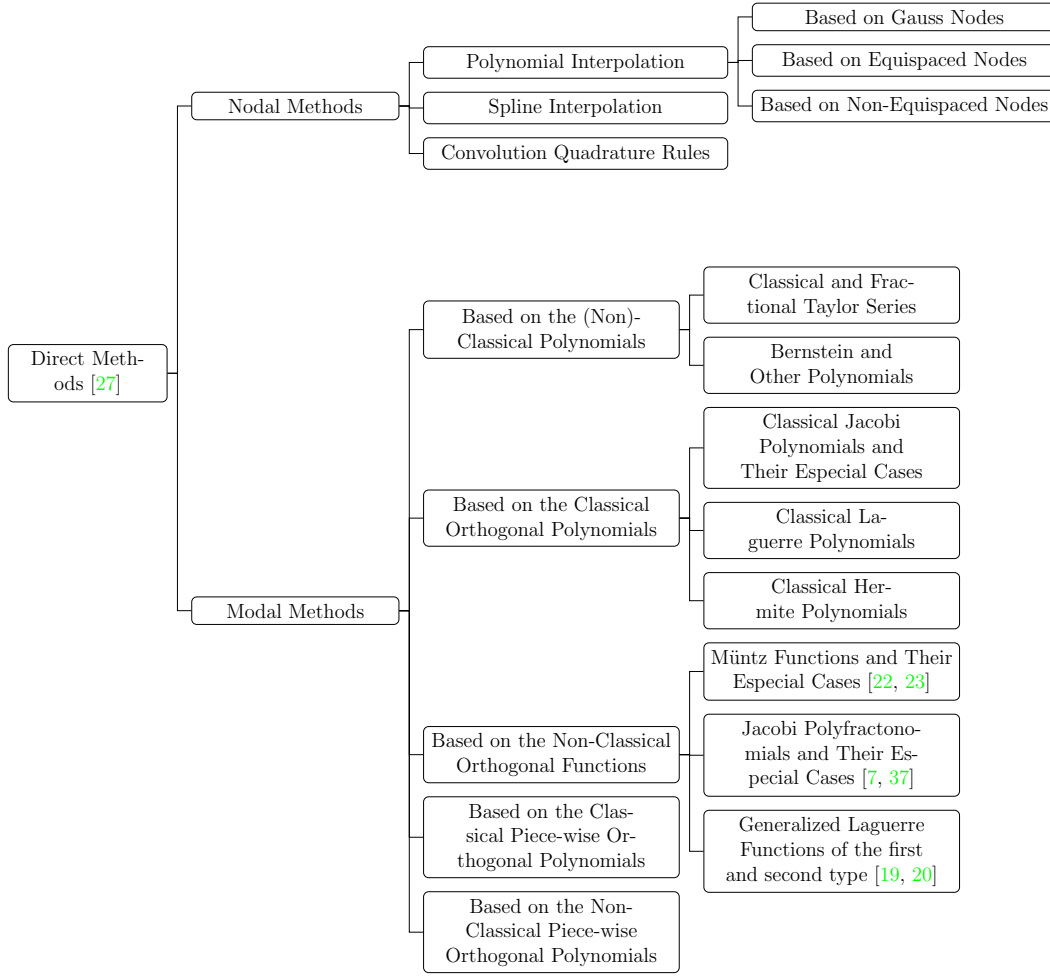 Direct Meth-
ods [27]
Nodal Methods
Polynomial Interpolation
Based on Gauss Nodes
Based on Equispaced Nodes
Based on Non-Equispaced Nodes
Spline Interpolation
Convolution Quadrature Rules
Modal Methods
Based on the (Non)-
Classical Polynomials
Classical and Frac-
tional Taylor Series
Bernstein and
Other Polynomials
Based on the Classical
Orthogonal Polynomials
Classical Jacobi
Polynomials and
Their Especial Cases
Classical La-
guerre Polynomials
Classical Her-
mite Polynomials
Based on the Non-Classical
Orthogonal Functions
Müntz Functions and Their
Especial Cases [22, 23]
Jacobi Polyfractono-
mials and Their Es-
pecial Cases [7, 37]
Generalized Laguerre
Functions of the first
and second type [19, 20]
Based on the Clas-
sical Piece-wise Or-
thogonal Polynomials
Based on the Non-
Classical Piece-wise
Orthogonal Polynomials